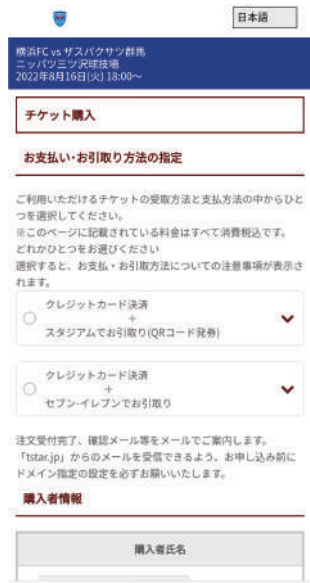 日本語
横浜FC vs ザスパクサツ群馬
ニッパツ三ツ沢球技場
2022年8月16日(火) 18:00～
チケット購入
お支払い・お引取り方法の指定
ご利用いただけるチケットの受取方法と支払方法の中からひと
つを選択してください。
※このページに記載されている料金はすべて消費税込です。
どれかひとつをお選びください
選択すると、お支払・お引取方法についての注意事項が表示さ
れます。
クレジットカード決済
+
スタジアムでお引取り(QRコード発券)
クレジットカード決済
+
セブン-イレブンでお引取り
注文受付完了、確認メール等をメールでご案内します。
「tstar.jp」からのメールを受信できるよう、お申し込み前に
ドメイン指定の設定を必ずお願いいたします。
購入者情報
購入者氏名